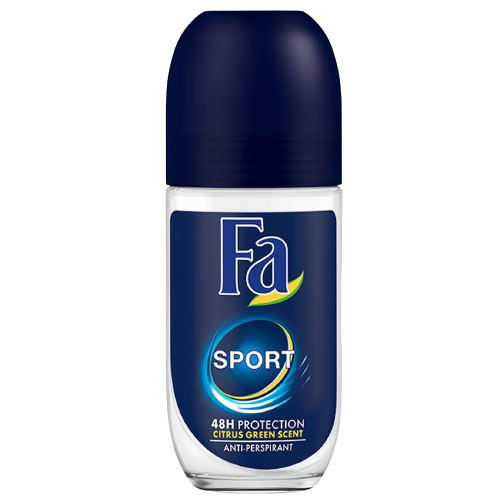 Fa
SPORT
48H PROTECTION
CITRUS GREEN SCENT
ANTI-PERSPIRANT